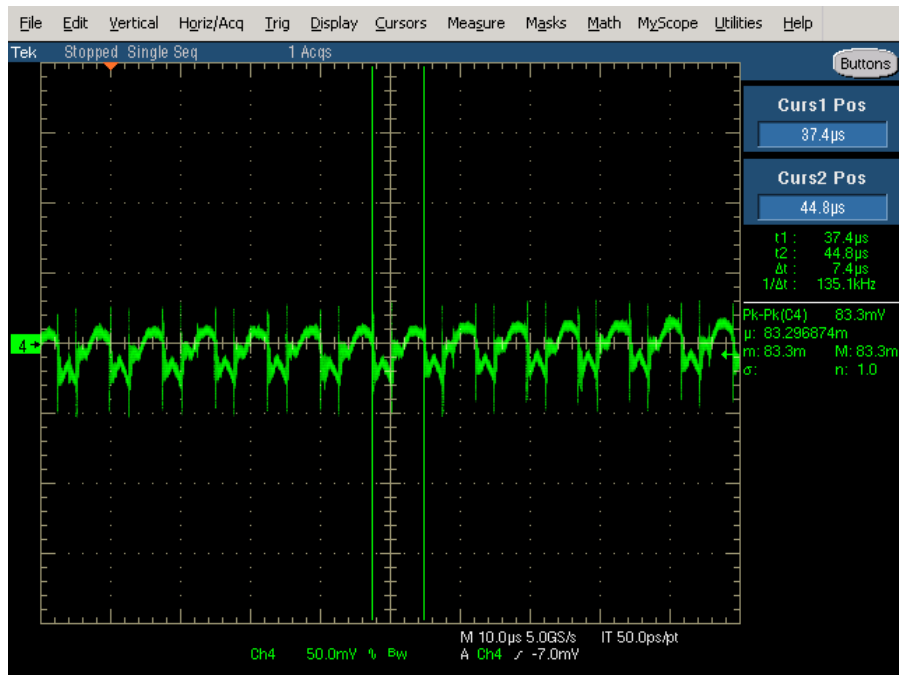 File Edit Vertical Horiz/Acq Trig Display Cursors Measure Masks Math MyScope Utilities Help
Tek Stopped Single Seq 1 Acqs
Buttons
Curs1 Pos
37.4µs
Curs2 Pos
44.8µs
t1 : 37.4µs
t2 : 44.8µs
Δt : 7.4µs
1/Δt : 135.1kHz
Pk-Pk(C4) 83.3mV
µ: 83.296874m
m: 83.3m M: 83.3m
σ: n: 1.0
4
M 10.0µs 5.0GS/s IT 50.0ps/pt
Ch4 50.0mV Bw A Ch4 -7.0mV